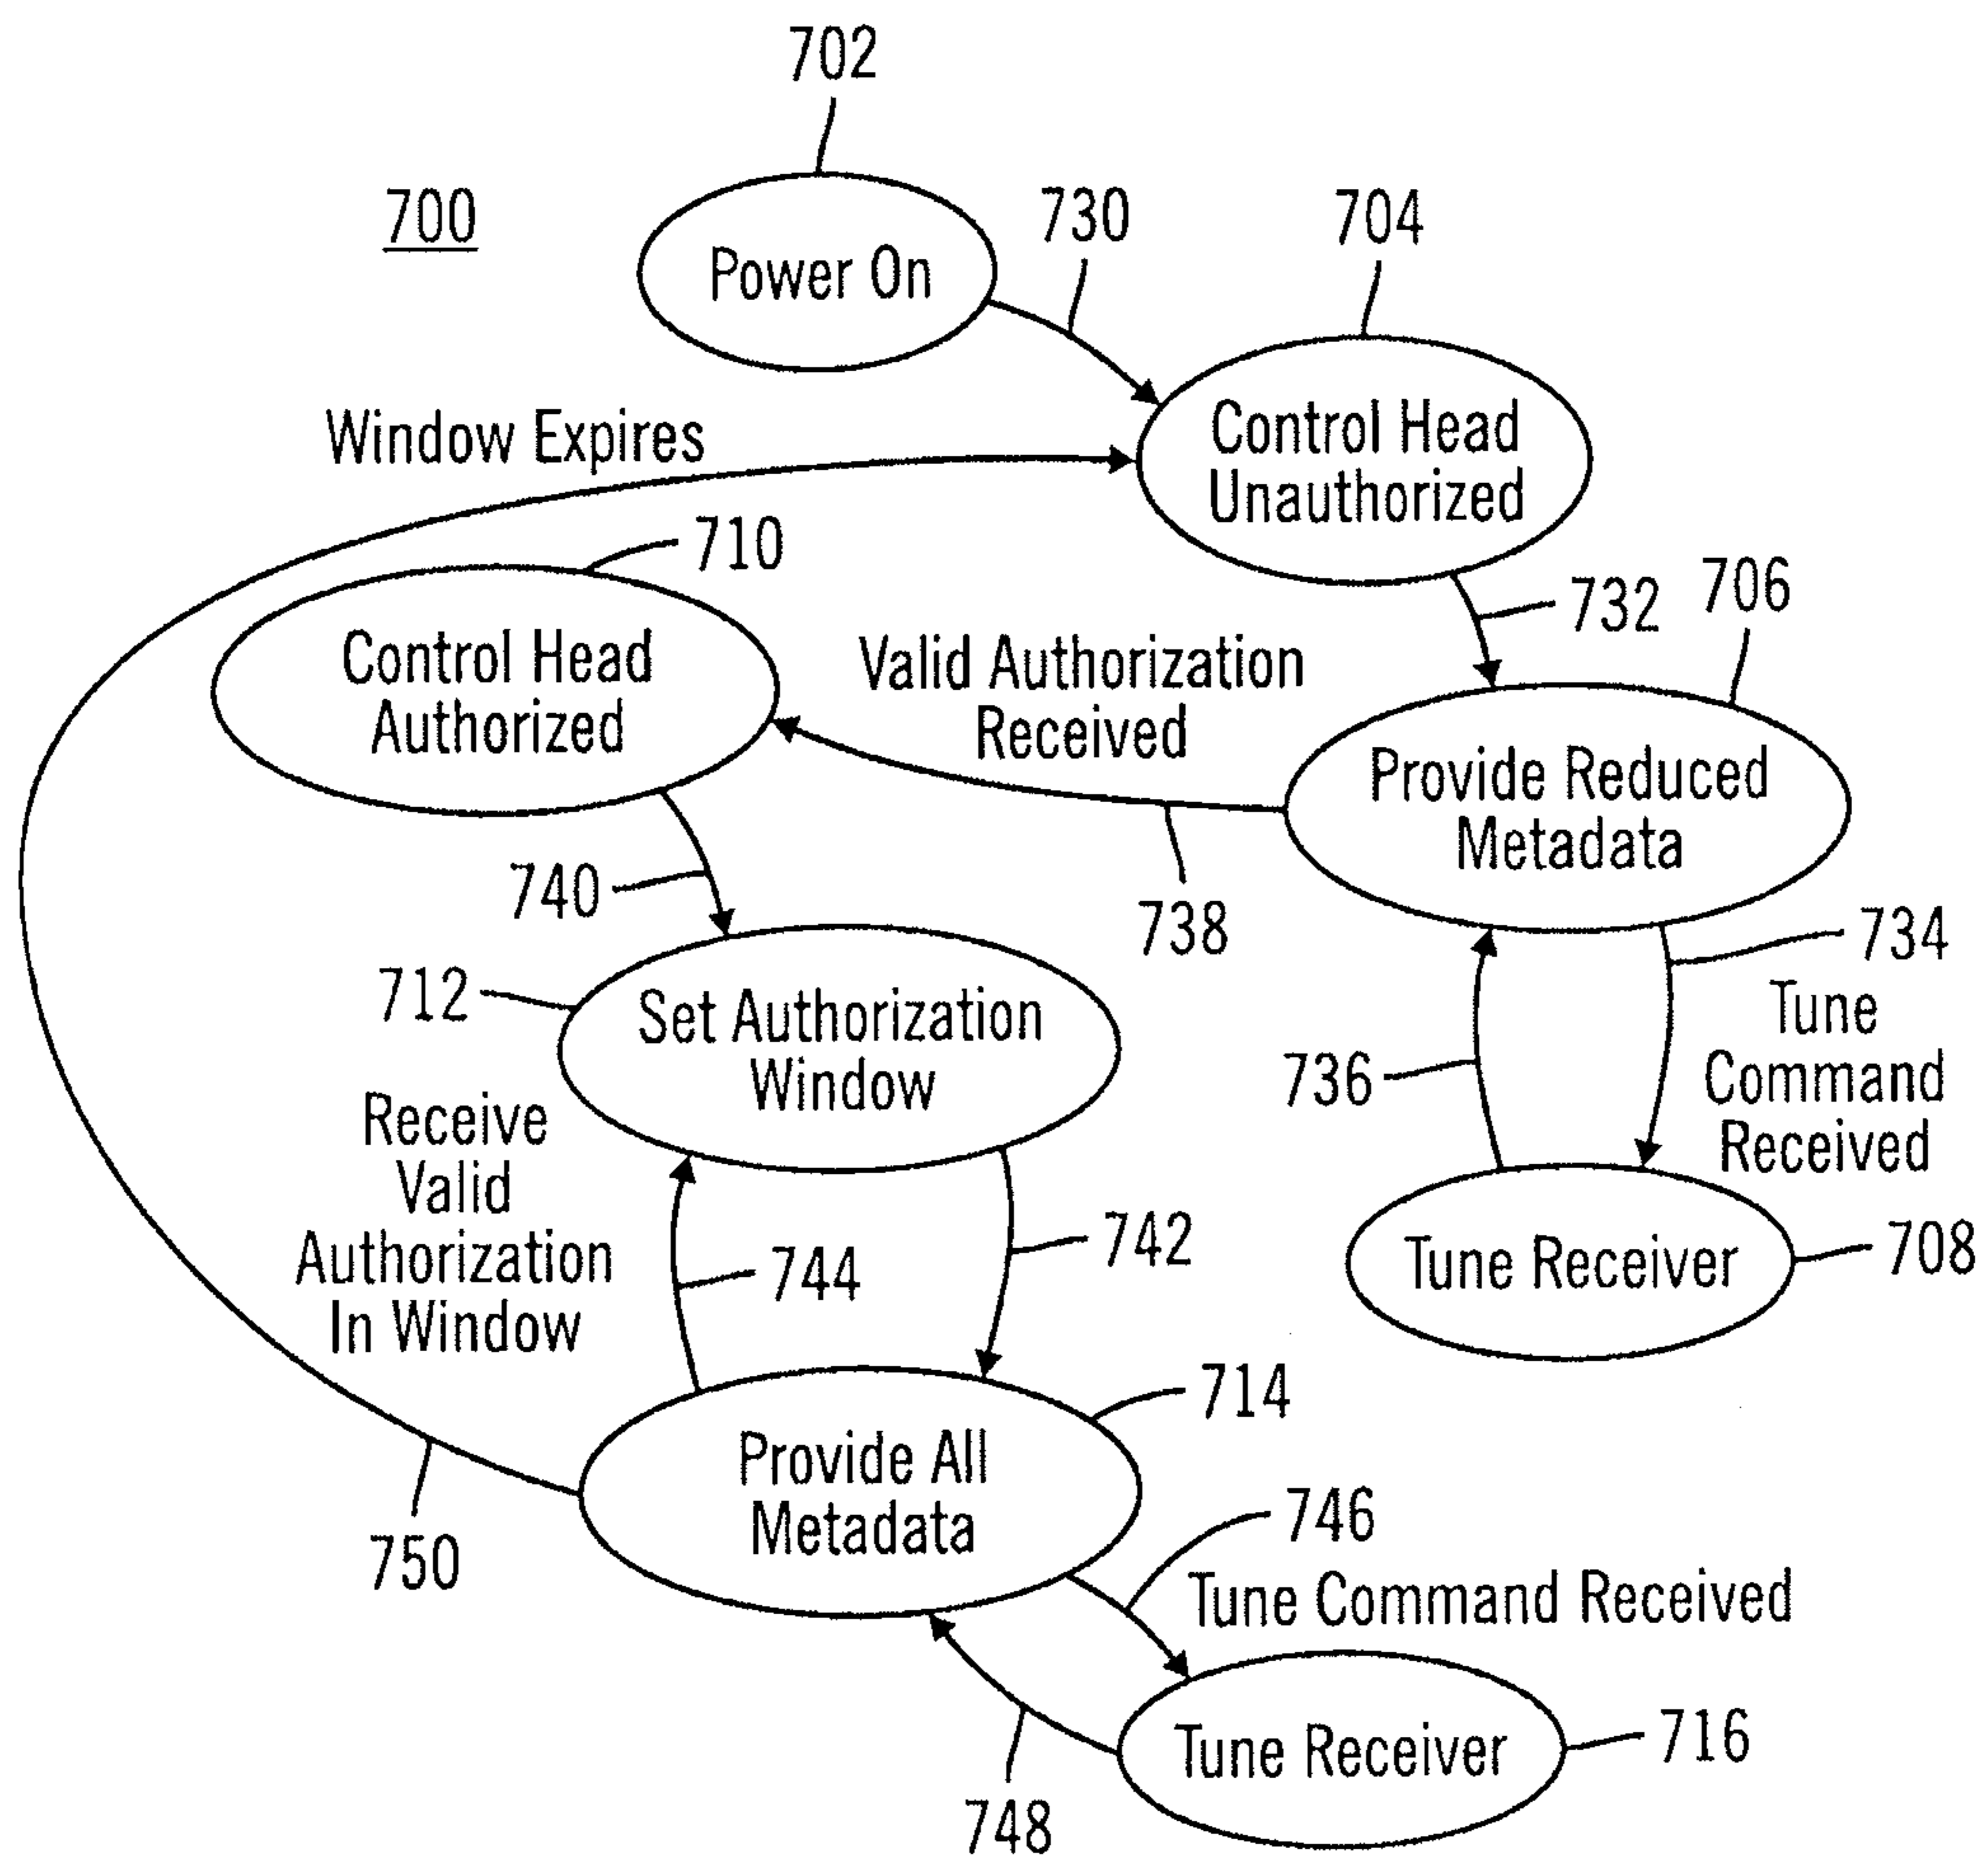 702
700
730
704
Power On
Control Head
Unauthorized
Window Expires
710
732
706
Control Head
Authorized
Valid Authorization
Received
Provide Reduced
Metadata
740
738
734
712
Set Authorization
Window
736
Tune
Command
Received
Receive
Valid
Authorization
In Window
744
742
Tune Receiver
708
714
Provide All
Metadata
750
746
Tune Command Received
Tune Receiver
716
748